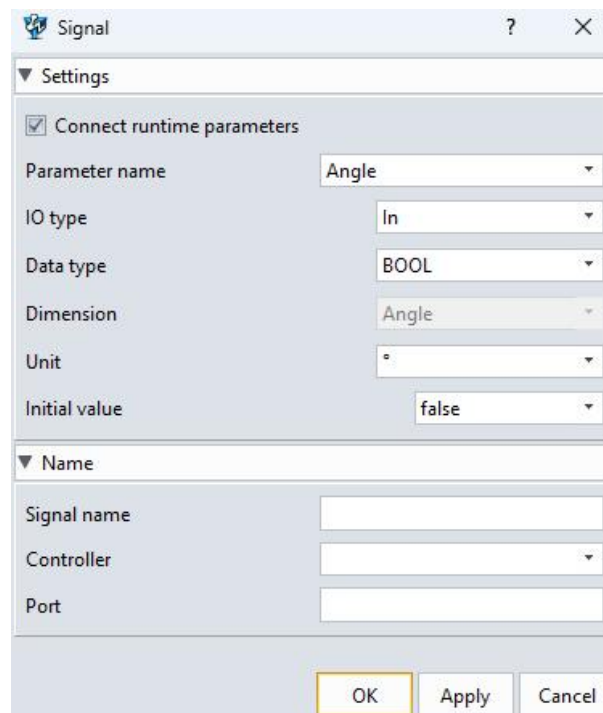 Signal ?
Settings
Connect runtime parameters
Parameter name Angle
IO type In
Data type BOOL
Dimension Angle
Unit °
Initial value false
Name
Signal name
Controller
Port
OK Apply Cancel